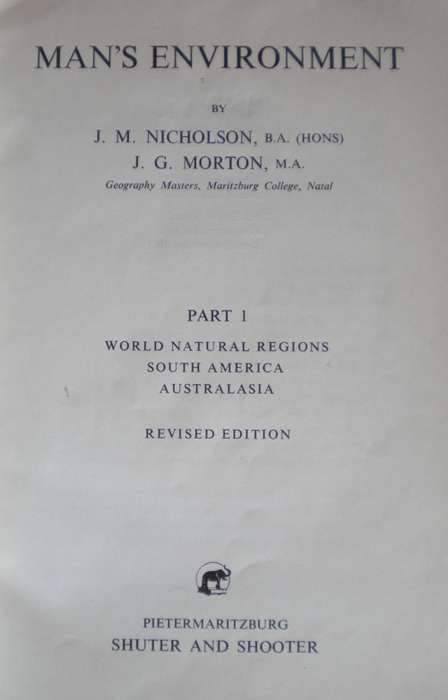 MAN'S ENVIRONMENT
BY
J. M. NICHOLSON, B.A. (HONS)
J. G. MORTON, M.A.
Geography Masters, Maritzburg College, Natal
PART 1
WORLD NATURAL REGIONS
SOUTH AMERICA
AUSTRALASIA
REVISED EDITION
PIETERMARITZBURG
SHUTER AND SHOOTER